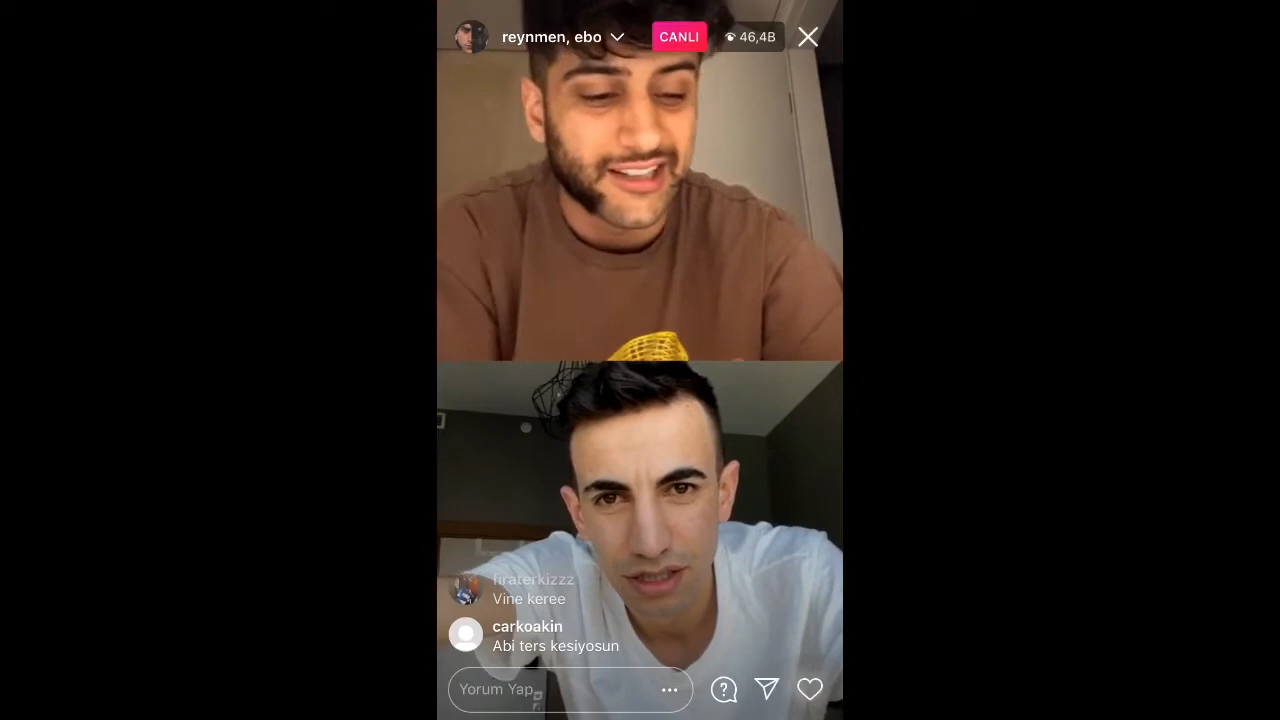 reynmen, ebo
CANLI
46,4B
firaterkizzz
Vine keree
carkoakin
Abi ters kesiyosun
Yorum Yap